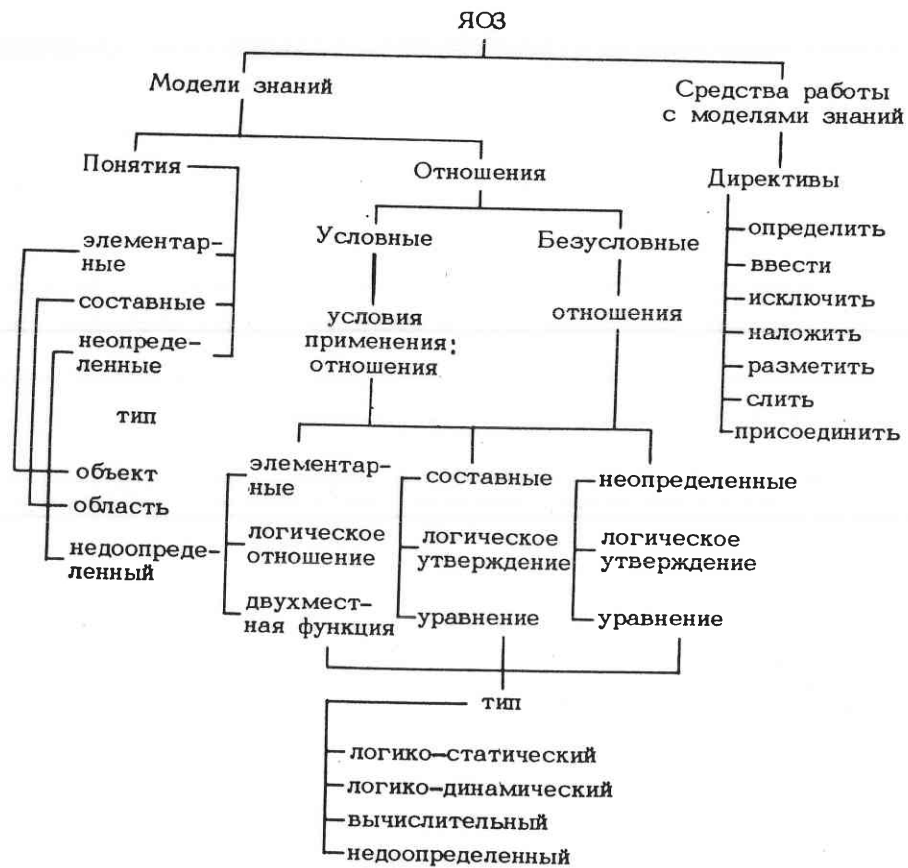 ЯОЗ
Модели знаний
Средства работы
с моделями знаний
Понятия
Отношения
Директивы
элементар-
ные
составные
неопреде-
ленные
тип
объект
область
недоопреде-
ленный
Условные
условия
применения:
отношения
Безусловные
отношения
определить
ввести
исключить
наложить
разметить
слить
присоединить
элементар-
ные
логическое
отношение
двухмест-
ная функция
составные
логическое
утверждение
уравнение
неопределенные
логическое
утверждение
уравнение
тип
логико-статический
логико-динамический
вычислительный
недоопределенный